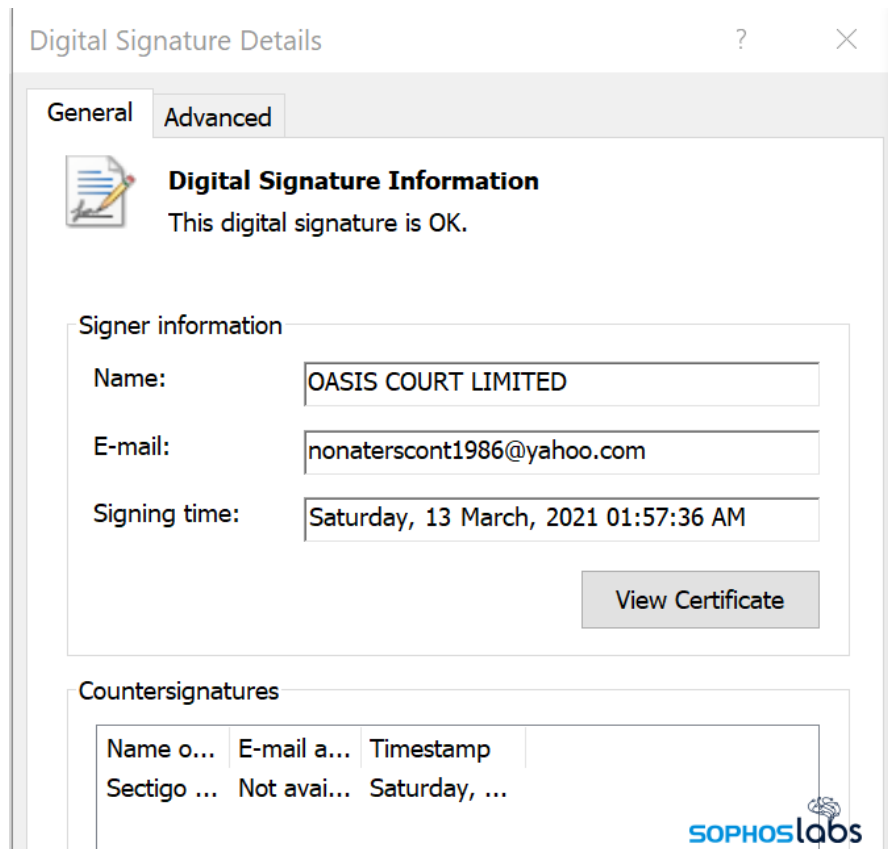 Digital Signature Details ?
General Advanced
Digital Signature Information
This digital signature is OK.
Signer information
Name: OASIS COURT LIMITED
E-mail: nonaterscont1986@yahoo.com
Signing time: Saturday, 13 March, 2021 01:57:36 AM
View Certificate
Countersignatures
Name o... E-mail a... Timestamp
Sectigo ... Not avai... Saturday, ...
SOPHOSlabs